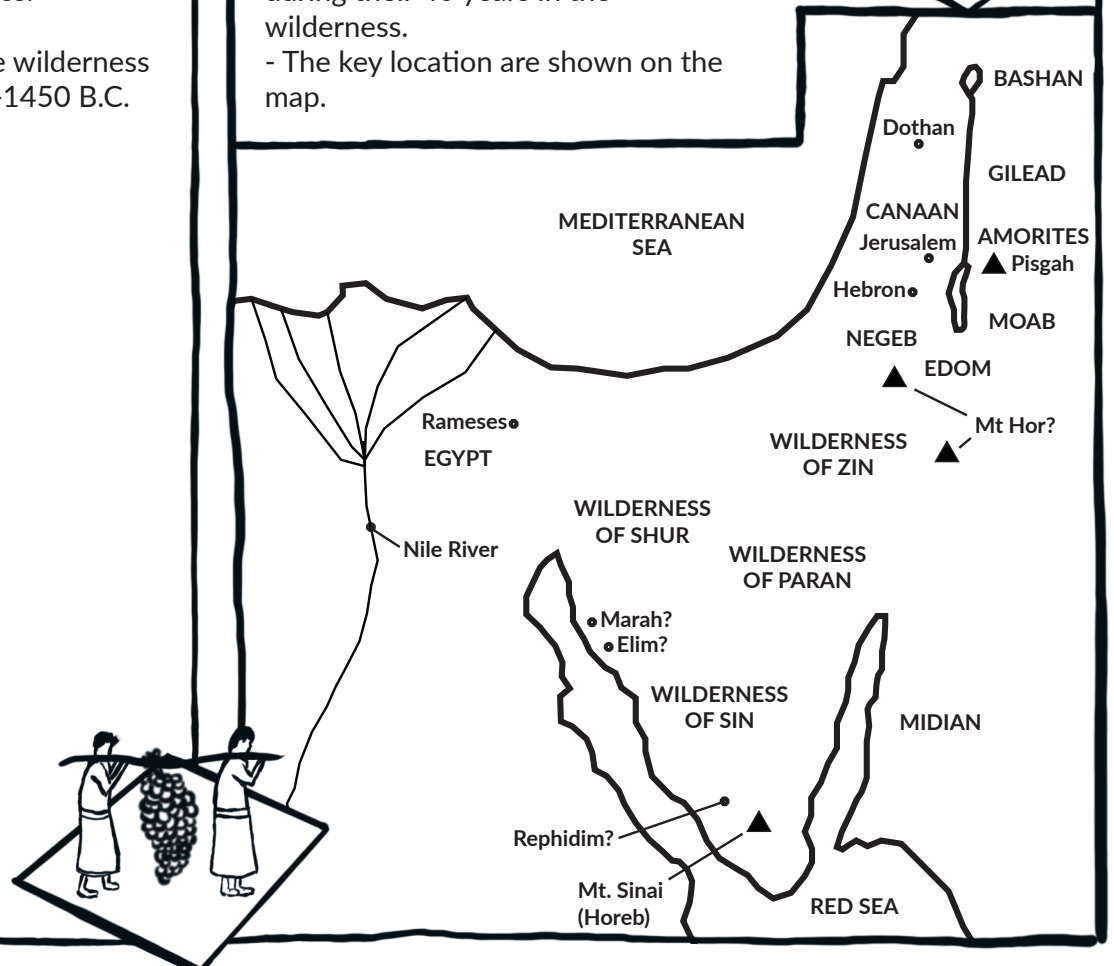 wilderness
-1450 B.C.
during their 40 years in the
wilderness.
- The key location are shown on the
map.
BASHAN
Dothan
GILEAD
CANAAN
MEDITERRANEAN
SEA
AMORITES
Jerusalem
Pisgah
Hebron
MOAB
NEGEB
EDOM
Rameses
Mt Hor?
EGYPT
WILDERNESS
OF ZIN
WILDERNESS
OF SHUR
Nile River
WILDERNESS
OF PARAN
Marah?
Elim?
WILDERNESS
OF SIN
MIDIAN
Rephidim?
Mt. Sinai
(Horeb)
RED SEA